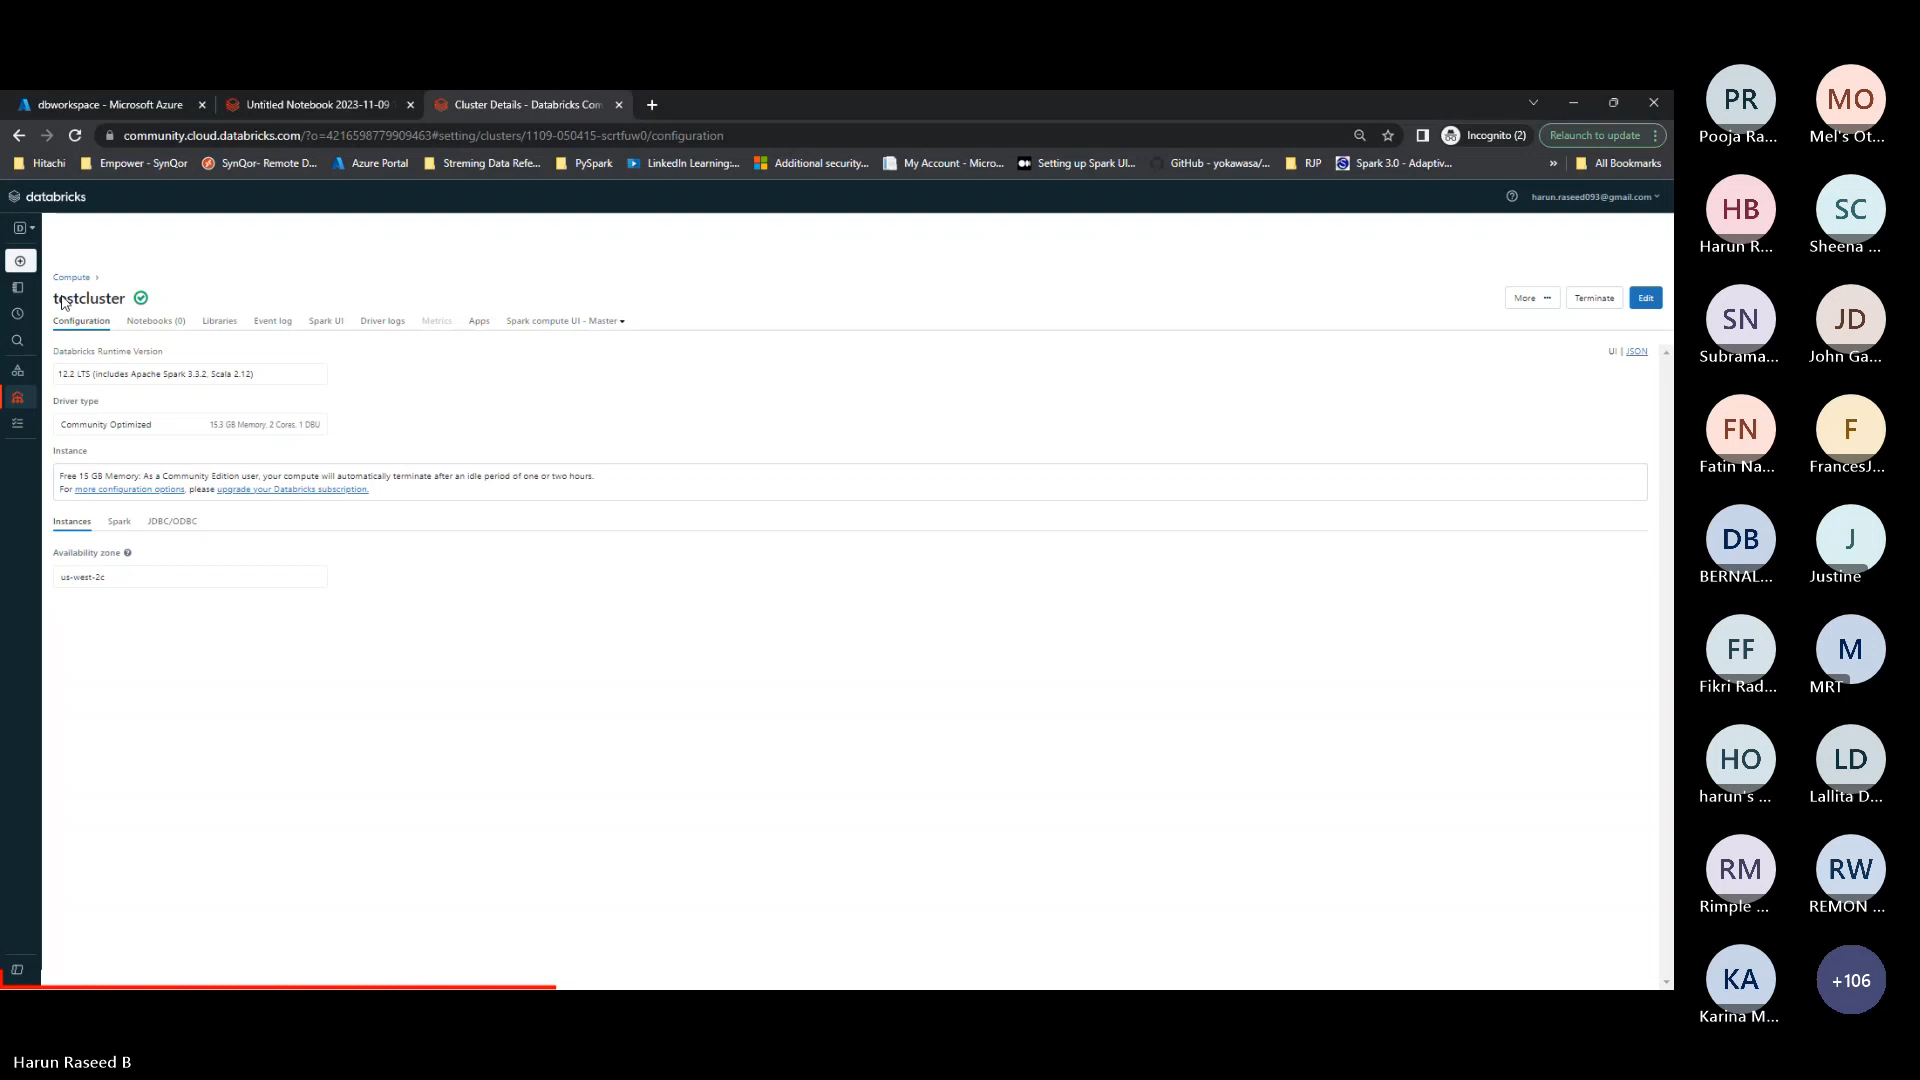 dbworkspace - Microsoft Azure
Untitled Notebook 2023-11-09
Cluster Details - Databricks Com
community.cloud.databricks.com/?o=4216598779909463#setting/clusters/1109-050415-scrtfuw0/configuration
Incognito (2)
Relaunch to update
Hitachi
Empower - SynQor
SynQor- Remote D...
Azure Portal
Streming Data Refe...
PySpark
LinkedIn Learning:...
Additional security...
My Account - Micro...
Setting up Spark UI...
GitHub - yokawasa/...
RJP
Spark 3.0 - Adaptiv...
»
All Bookmarks
databricks
harun.raseed093@gmail.com
D
Compute ›
testcluster
More
Terminate
Edit
Configuration
Notebooks (0)
Libraries
Event log
Spark UI
Driver logs
Metrics
Apps
Spark compute UI - Master
Databricks Runtime Version
UI | JSON
12.2 LTS (includes Apache Spark 3.3.2, Scala 2.12)
Driver type
Community Optimized
15.3 GB Memory, 2 Cores, 1 DBU
Instance
Free 15 GB Memory: As a Community Edition user, your compute will automatically terminate after an idle period of one or two hours.
For more configuration options, please upgrade your Databricks subscription.
Instances
Spark
JDBC/ODBC
Availability zone
us-west-2c
PR
Pooja Ra...
MO
Mel's Ot...
HB
Harun R...
SC
Sheena ...
SN
Subrama...
JD
John Ga...
FN
Fatin Na...
F
FrancesJ...
DB
BERNAL...
J
Justine
FF
Fikri Rad...
M
MRT
HO
harun's ...
LD
Lallita D...
RM
Rimple ...
RW
REMON ...
KA
Karina M...
+106
Harun Raseed B